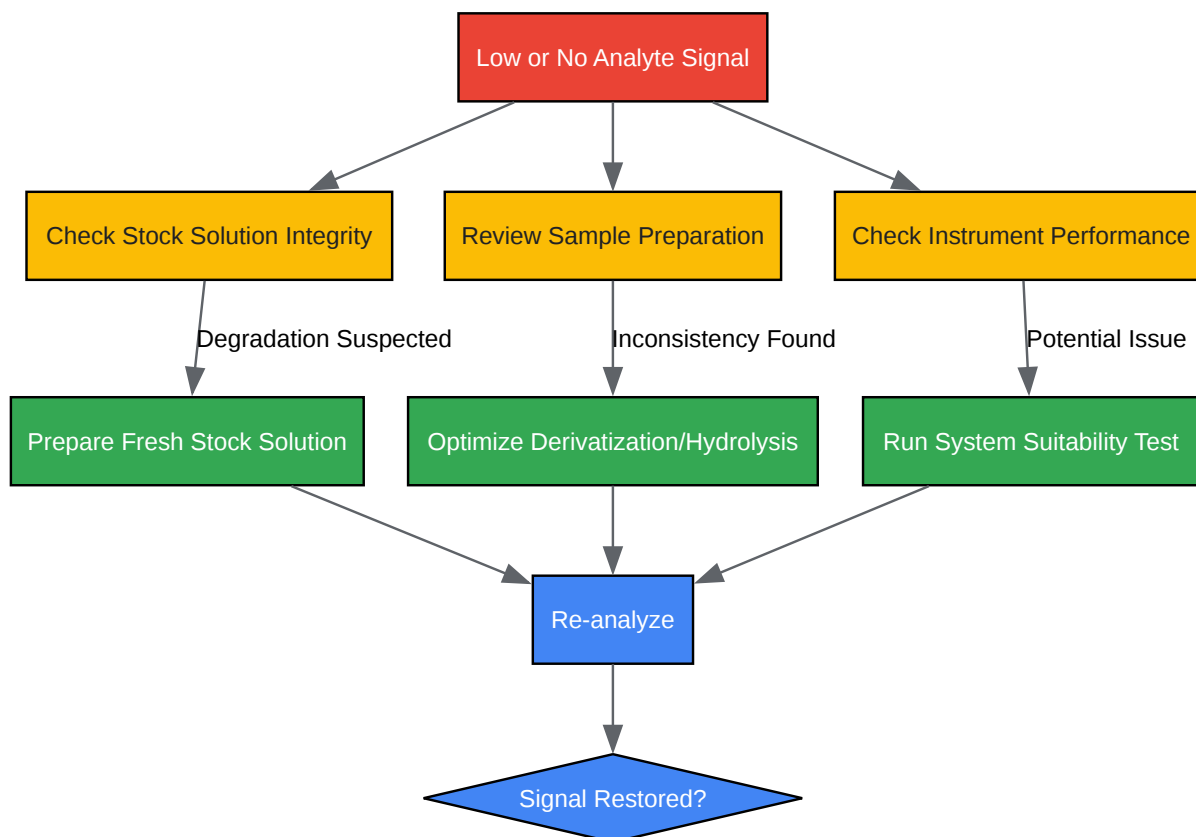 Low or No Analyte Signal
Check Stock Solution Integrity
Review Sample Preparation
Check Instrument Performance
Degradation Suspected
Inconsistency Found
Potential Issue
Prepare Fresh Stock Solution
Optimize Derivatization/Hydrolysis
Run System Suitability Test
Re-analyze
Signal Restored?